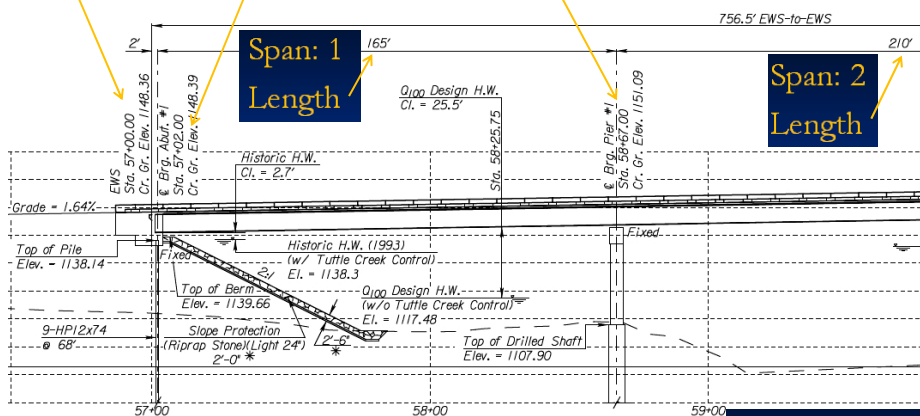 756.5' EWS-to-EWS
2'
165'
210'
Span: 1
Length
Span: 2
Length
EWS
Sta. 57+00.00
Cr. Gr. Elev. 1148.36
℄ Brg. Abut. #1
Sta. 57+02.00
Cr. Gr. Elev. 1148.39
Q100 Design H.W.
Cl. = 25.5'
Sta. 58+25.75
℄ Brg. Pier #1
Sta. 58+67.00
Cr. Gr. Elev. 1151.09
Historic H.W.
Cl. = 2.7'
Grade = 1.64%
Top of Pile
Elev. - 1138.14
Fixed
Historic H.W. (1993)
(w/ Tuttle Creek Control)
El. = 1138.3
Fixed
2:1
Top of Berm
Elev. = 1139.66
Q100 Design H.W.
(w/o Tuttle Creek Control)
El. = 1117.48
9-HP12x74
@ 68'
Slope Protection
(Riprap Stone)(Light 24")
2'-0" *
2'-6"
*
Top of Drilled Shaft
Elev. = 1107.90
57+00
58+00
59+00